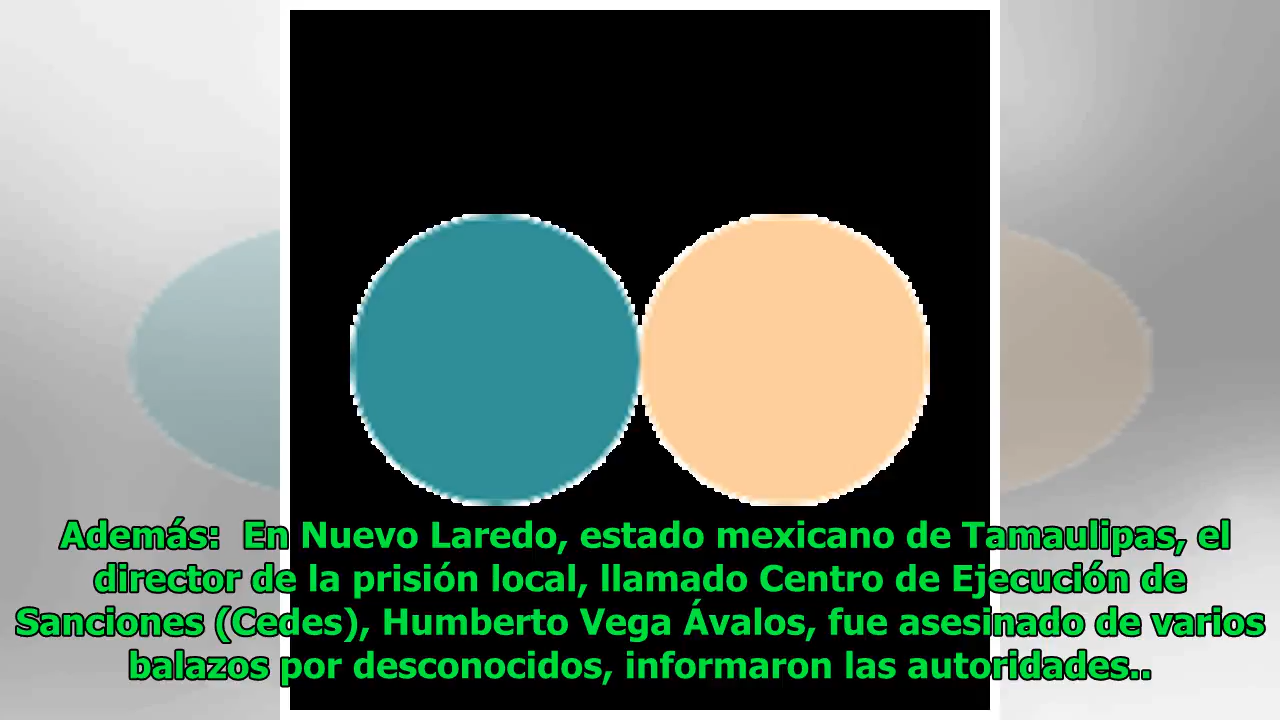 Además:  En Nuevo Laredo, estado mexicano de Tamaulipas, el
director de la prisión local, llamado Centro de Ejecución de
Sanciones (Cedes), Humberto Vega Ávalos, fue asesinado de varios
balazos por desconocidos, informaron las autoridades..